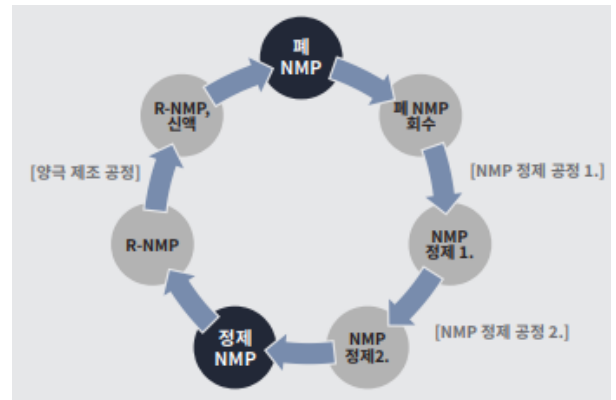 폐
NMP
폐 NMP
회수
[NMP 정제 공정 1.]
NMP
정제 1.
[NMP 정제 공정 2.]
NMP
정제2.
정제
NMP
R-NMP
[양극 제조 공정]
R-NMP,
신액